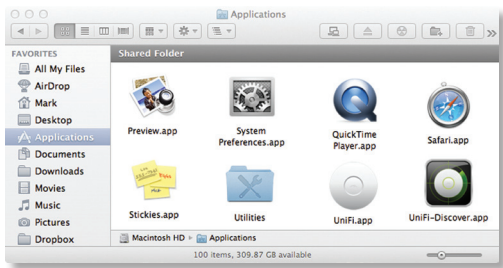 Applications
FAVORITES
All My Files
AirDrop
Mark
Desktop
Applications
Documents
Downloads
Movies
Music
Pictures
Dropbox
Shared Folder
Preview.app
System
Preferences.app
QuickTime
Player.app
Safari.app
Stickies.app
Utilities
UniFi.app
UniFi-Discover.app
Macintosh HD ▸ Applications
100 items, 309.87 GB available